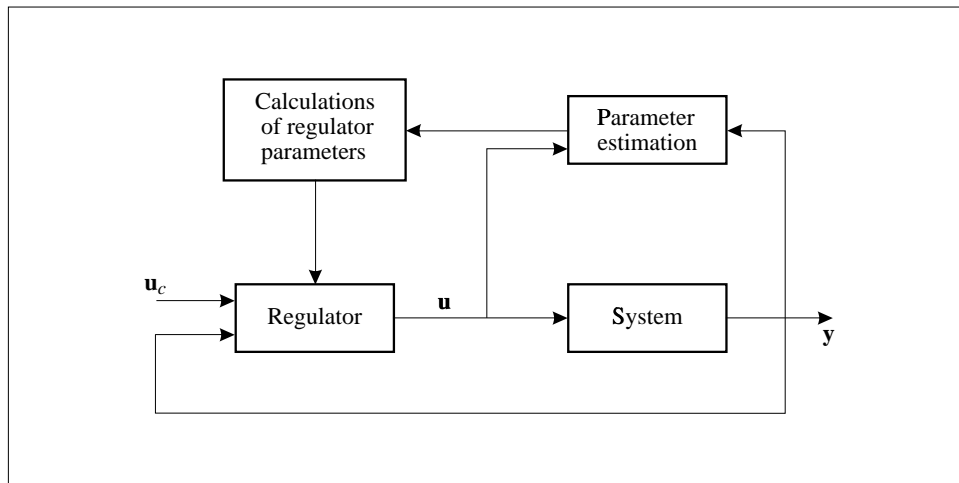 Calculations
of regulator
parameters
Parameter
estimation
u_c
Regulator
u
System
y